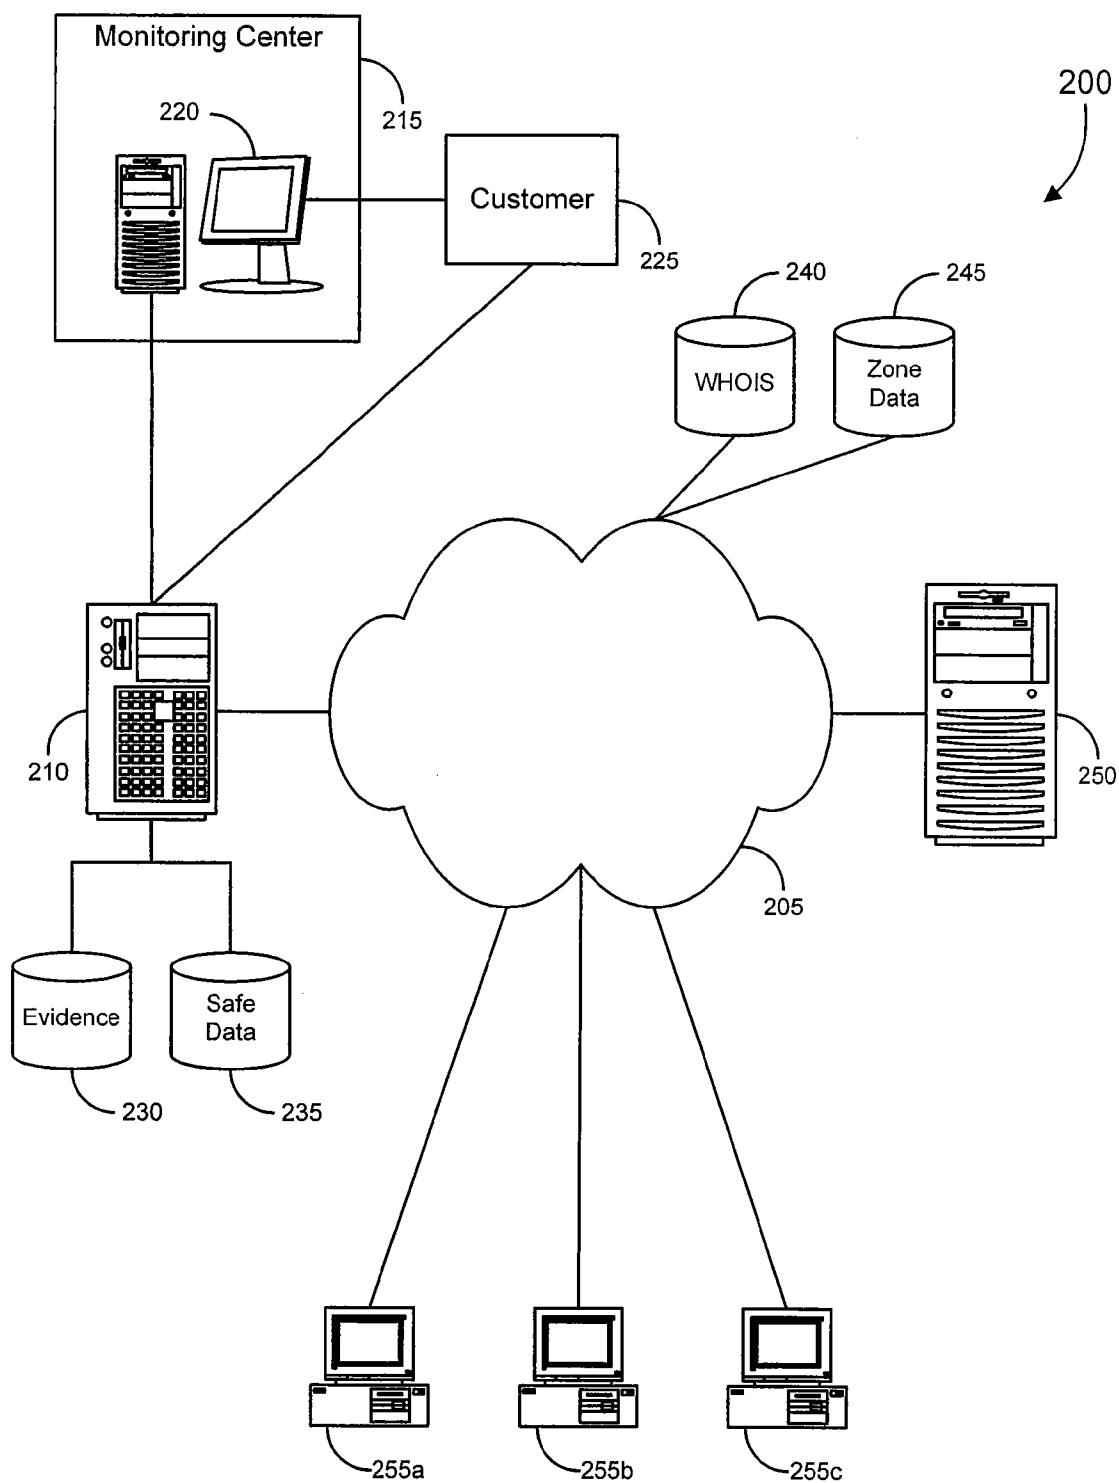 Monitoring Center
200
220
215
Customer
225
240
245
WHOIS
Zone
Data
210
250
205
Evidence
Safe
Data
230
235
255a
255b
255c